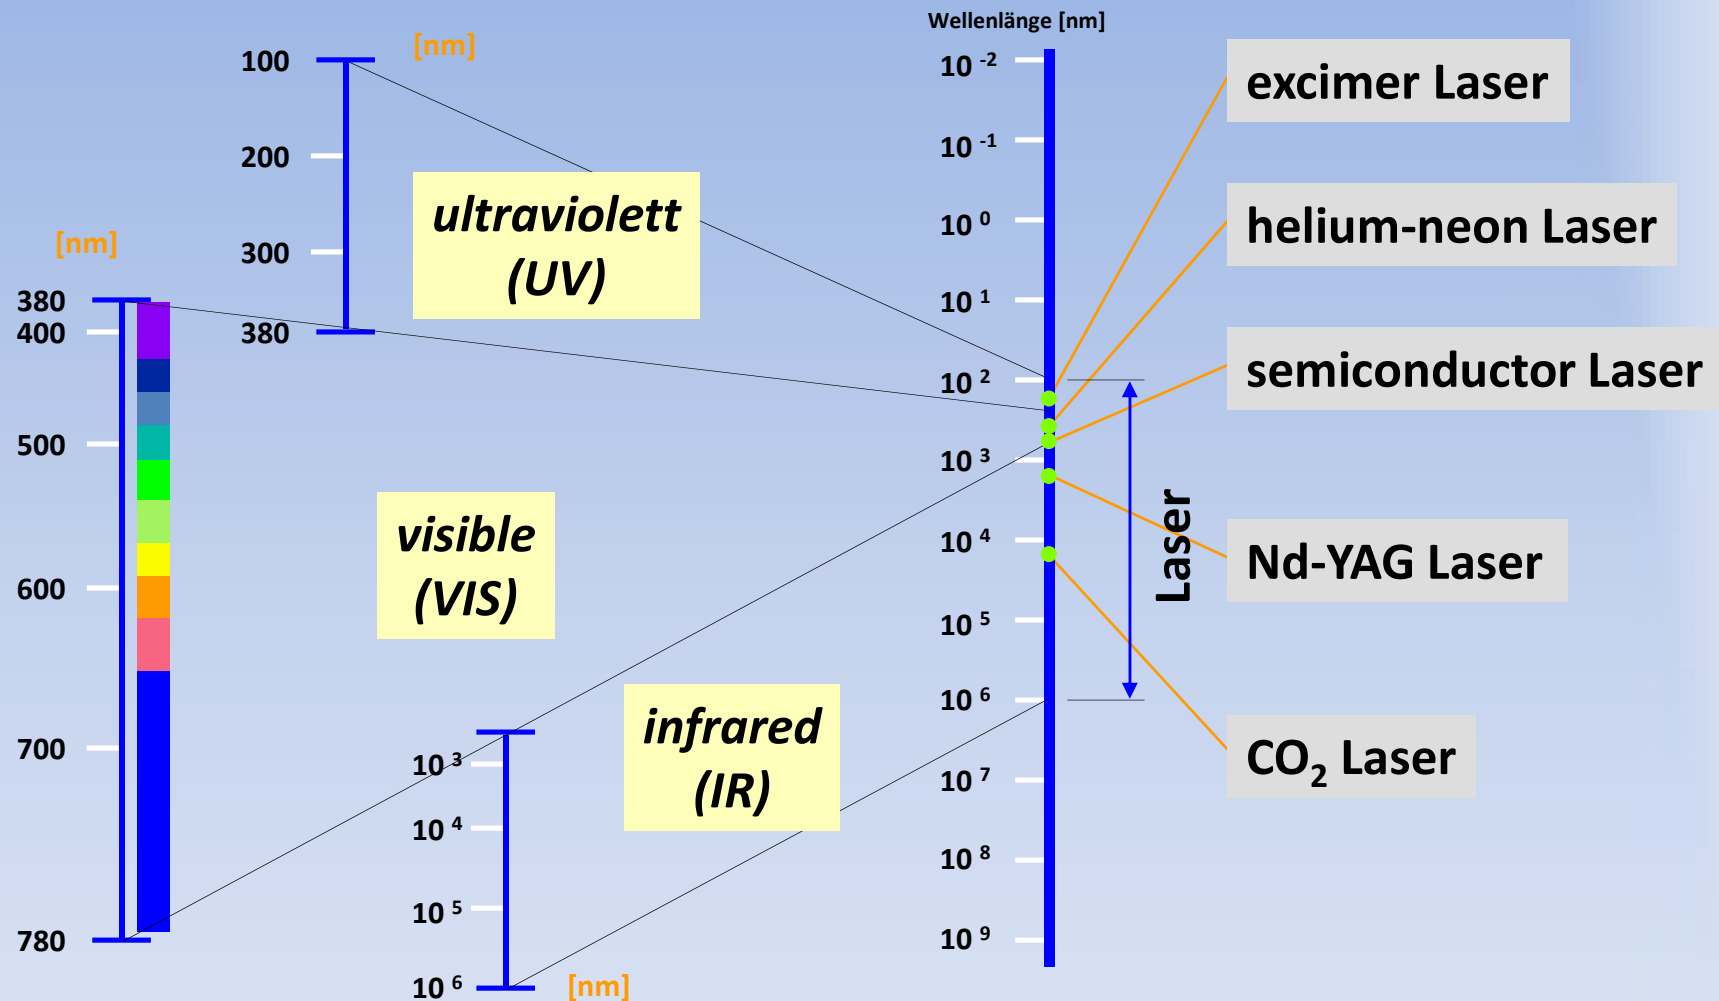 Wellenlänge [nm]
[nm]
100
200
300
380
ultraviolett
(UV)
[nm]
380
400
500
600
700
780
visible
(VIS)
10 3
10 4
10 5
10 6
[nm]
infrared
(IR)
10 -2
10 -1
10 0
10 1
10 2
10 3
10 4
10 5
10 6
10 7
10 8
10 9
Laser
excimer Laser
helium-neon Laser
semiconductor Laser
Nd-YAG Laser
CO2 Laser